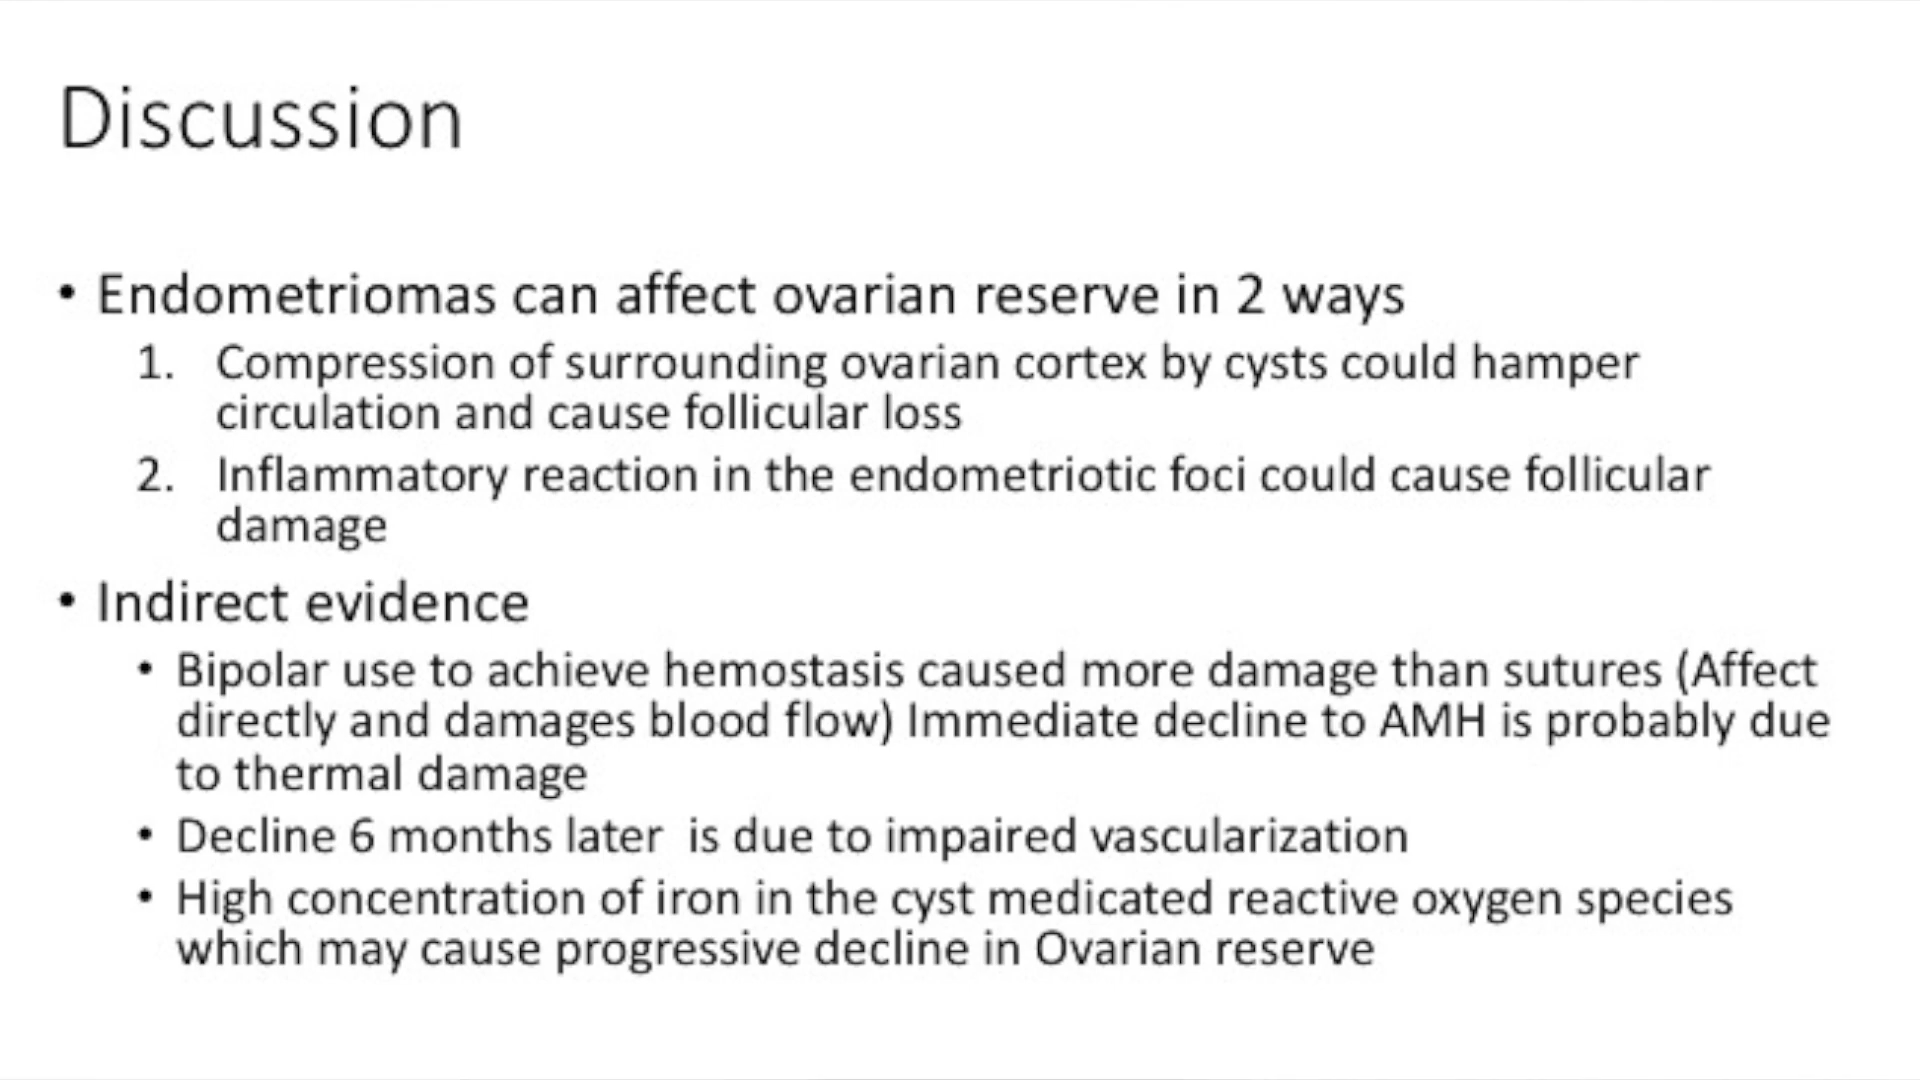 Discussion
• Endometriomas can affect ovarian reserve in 2 ways
1. Compression of surrounding ovarian cortex by cysts could hamper
circulation and cause follicular loss
2. Inflammatory reaction in the endometriotic foci could cause follicular
damage
• Indirect evidence
• Bipolar use to achieve hemostasis caused more damage than sutures (Affect
directly and damages blood flow) Immediate decline to AMH is probably due
to thermal damage
• Decline 6 months later is due to impaired vascularization
• High concentration of iron in the cyst medicated reactive oxygen species
which may cause progressive decline in Ovarian reserve